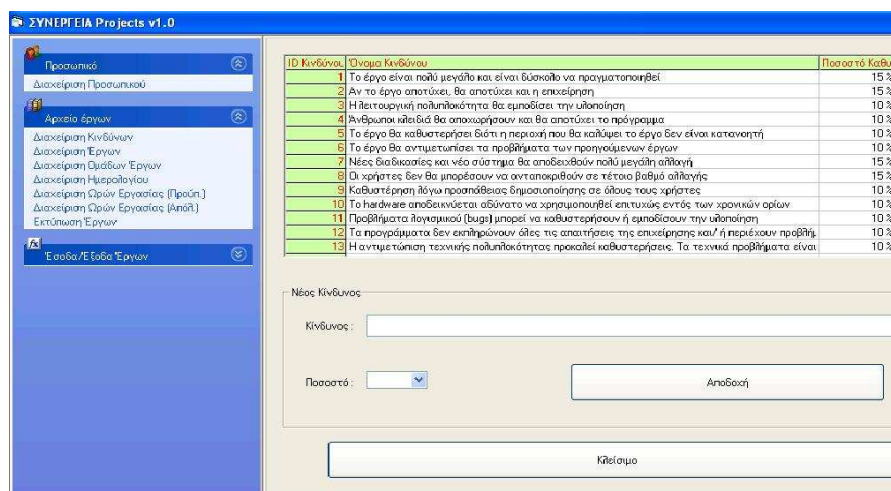 ΣΥΝΕΡΓΕΙΑ Projects v1.0
Προσωπικό
Διαχείριση Προσωπικού
Αρχείο έργων
Διαχείριση Κινδύνων
Διαχείριση Έργων
Διαχείριση Ομάδων Έργων
Διαχείριση Ημερολογίου
Διαχείριση Ωρών Εργασίας (Προϋπ.)
Διαχείριση Ωρών Εργασίας (Απολ.)
Εκτύπωση Έργων
Έσοδα/Έξοδα Έργων
ID Κινδύνου Όνομα Κινδύνου Ποσοστό Καθυ
1 Το έργο είναι πολύ μεγάλο και είναι δύσκολο να πραγματοποιηθεί 15 %
2 Αν το έργο αποτύχει, θα αποτύχει και η επιχείρηση 15 %
3 Η λειτουργική πολυπλοκότητα θα εμποδίσει την υλοποίηση 10 %
4 Άνθρωποι κλειδιά θα αποχωρήσουν και θα αποτύχει το πρόγραμμα 10 %
5 Το έργο θα καθυστερήσει διότι η περιοχή που θα καλύψει το έργο δεν είναι κατανοητή 10 %
6 Το έργο θα αντιμετωπίσει τα προβλήματα των προηγούμενων έργων 10 %
7 Νέες διαδικασίες και νέο σύστημα θα αποδειχθούν πολύ μεγάλη αλλαγή 15 %
8 Οι χρήστες δεν θα μπορέσουν να ανταποκριθούν σε τέτοιο βαθμό αλλαγής 15 %
9 Καθυστέρηση λόγω προσπάθειας δημοσιοποίησης σε όλους τους χρήστες 10 %
10 Το hardware αποδεικνύεται αδύνατο να χρησιμοποιηθεί επιτυχώς εντός των χρονικών ορίων 10 %
11 Προβλήματα λογισμικού (bugs) μπορεί να καθυστερήσουν ή εμποδίσουν την υλοποίηση 10 %
12 Τα προγράμματα δεν εκπληρώνουν όλες τις απαιτήσεις της επιχείρησης και/ ή περιέχουν προβλήμ 10 %
13 Η αντιμετώπιση τεχνικής πολυπλοκότητας προκαλεί καθυστερήσεις. Τα τεχνικά προβλήματα είναι 10 %
Νέος Κίνδυνος
Κίνδυνος :
Ποσοστό :
Αποδοχή
Κλείσιμο